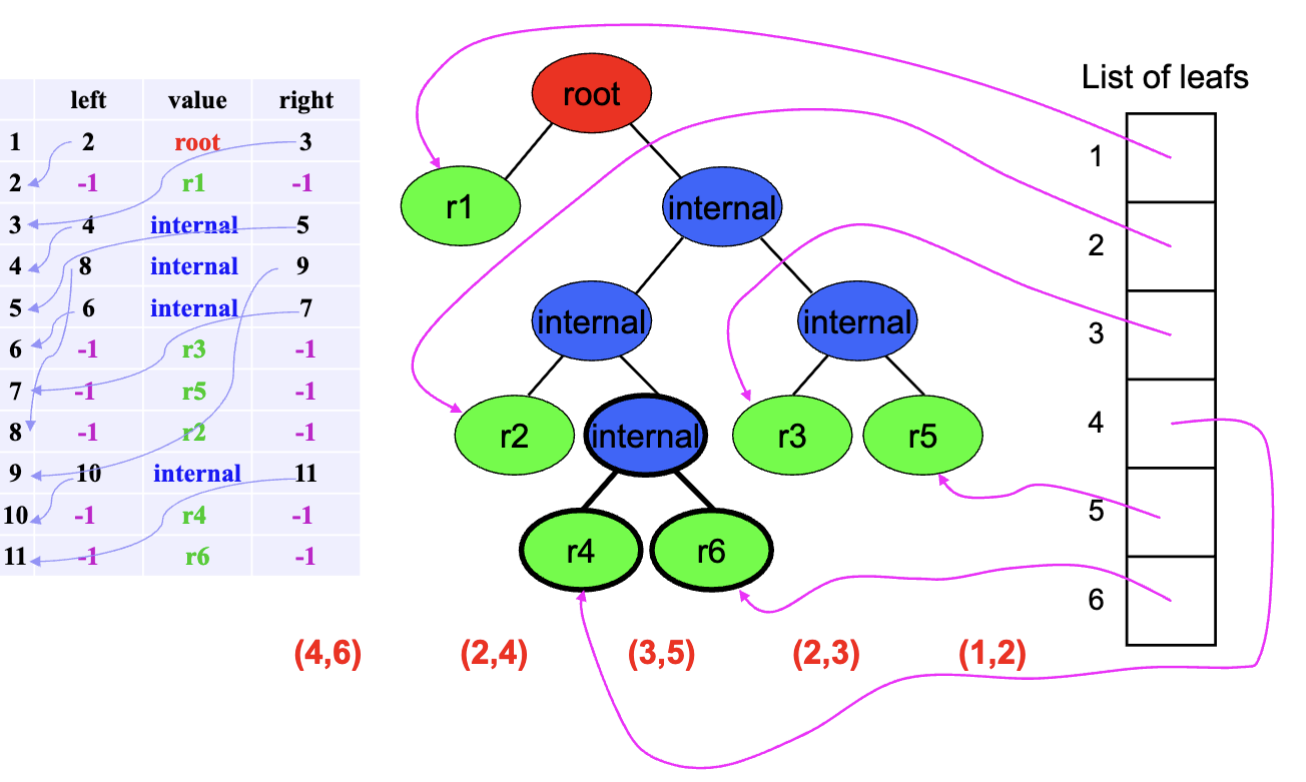 left value right
1 2 root 3
2 -1 r1 -1
3 4 internal 5
4 8 internal 9
5 6 internal 7
6 -1 r3 -1
7 -1 r5 -1
8 -1 r2 -1
9 10 internal 11
10 -1 r4 -1
11 -1 r6 -1
root
r1 internal
internal internal
r2 internal r3 r5
r4 r6
List of leafs
1
2
3
4
5
6
(4,6) (2,4) (3,5) (2,3) (1,2)